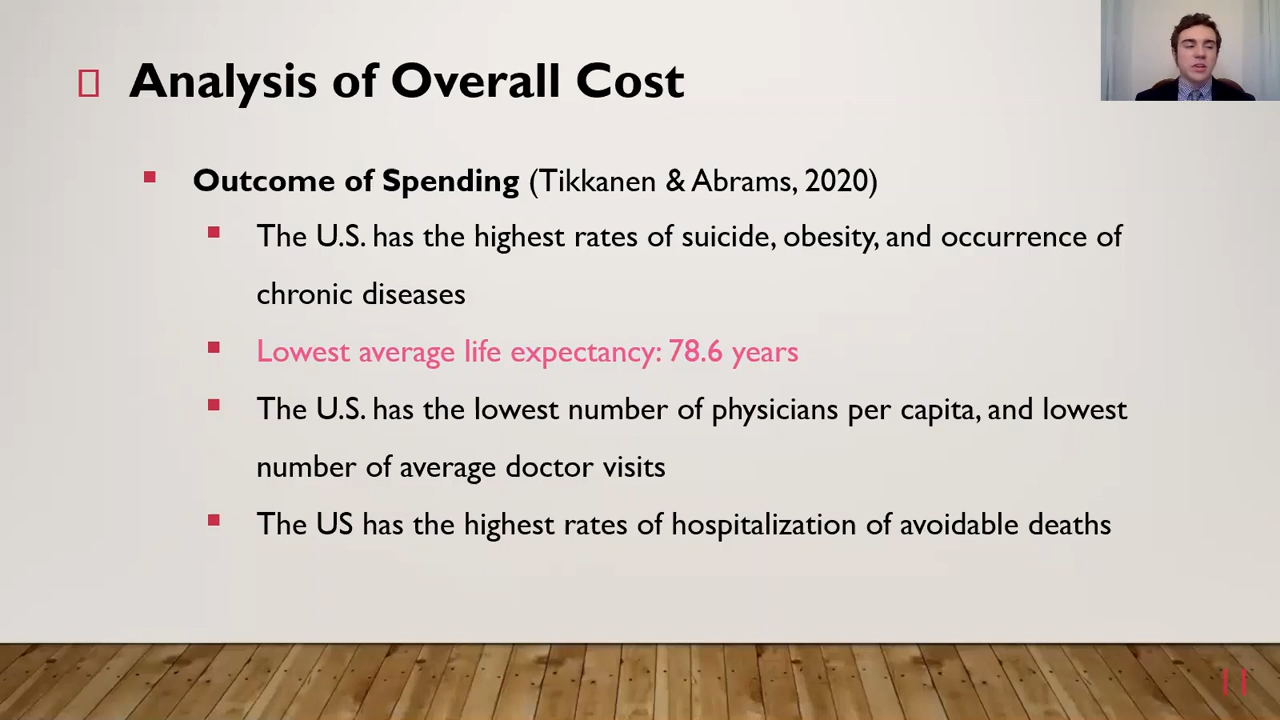 Analysis of Overall Cost
Outcome of Spending (Tikkanen & Abrams, 2020)
The U.S. has the highest rates of suicide, obesity, and occurrence of
chronic diseases
Lowest average life expectancy: 78.6 years
The U.S. has the lowest number of physicians per capita, and lowest
number of average doctor visits
The US has the highest rates of hospitalization of avoidable deaths
11